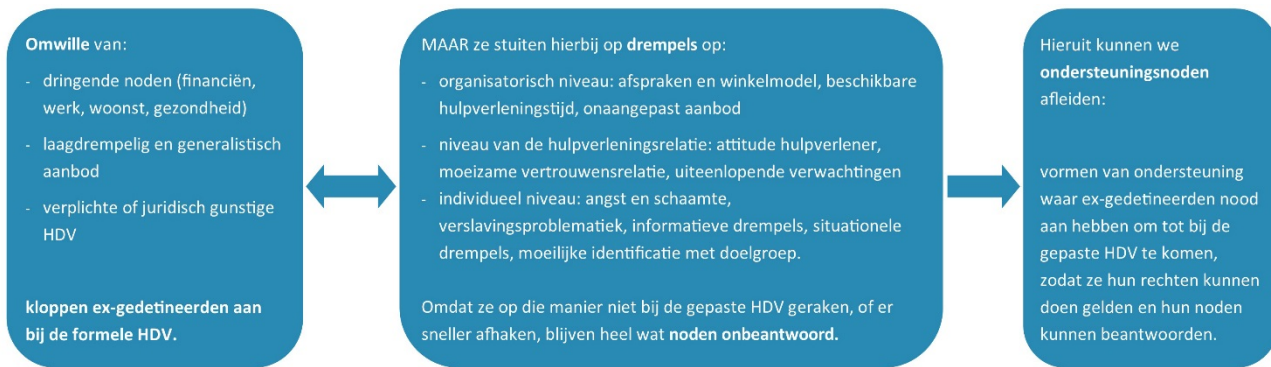 Omwille van:
- dringende noden (financiën,
werk, woonst, gezondheid)
- laagdrempelig en generalistisch
aanbod
- verplichte of juridisch gunstige
HDV
kloppen ex-gedetineerden aan
bij de formele HDV.
MAAR ze stuiten hierbij op drempels op:
- organisatorisch niveau: afspraken en winkelmodel, beschikbare
hulpverleningstijd, onaangepast aanbod
- niveau van de hulpverleningsrelatie: attitude hulpverlener,
moeizame vertrouwensrelatie, uiteenlopende verwachtingen
- individueel niveau: angst en schaamte,
verslavingsproblematiek, informatieve drempels, situationele
drempels, moeilijke identificatie met doelgroep.
Omdat ze op die manier niet bij de gepaste HDV geraken, of er
sneller afhaken, blijven heel wat noden onbeantwoord.
Hieruit kunnen we
ondersteuningsnoden
afleiden:
vormen van ondersteuning
waar ex-gedetineerden nood
aan hebben om tot bij de
gepaste HDV te komen,
zodat ze hun rechten kunnen
doen gelden en hun noden
kunnen beantwoorden.